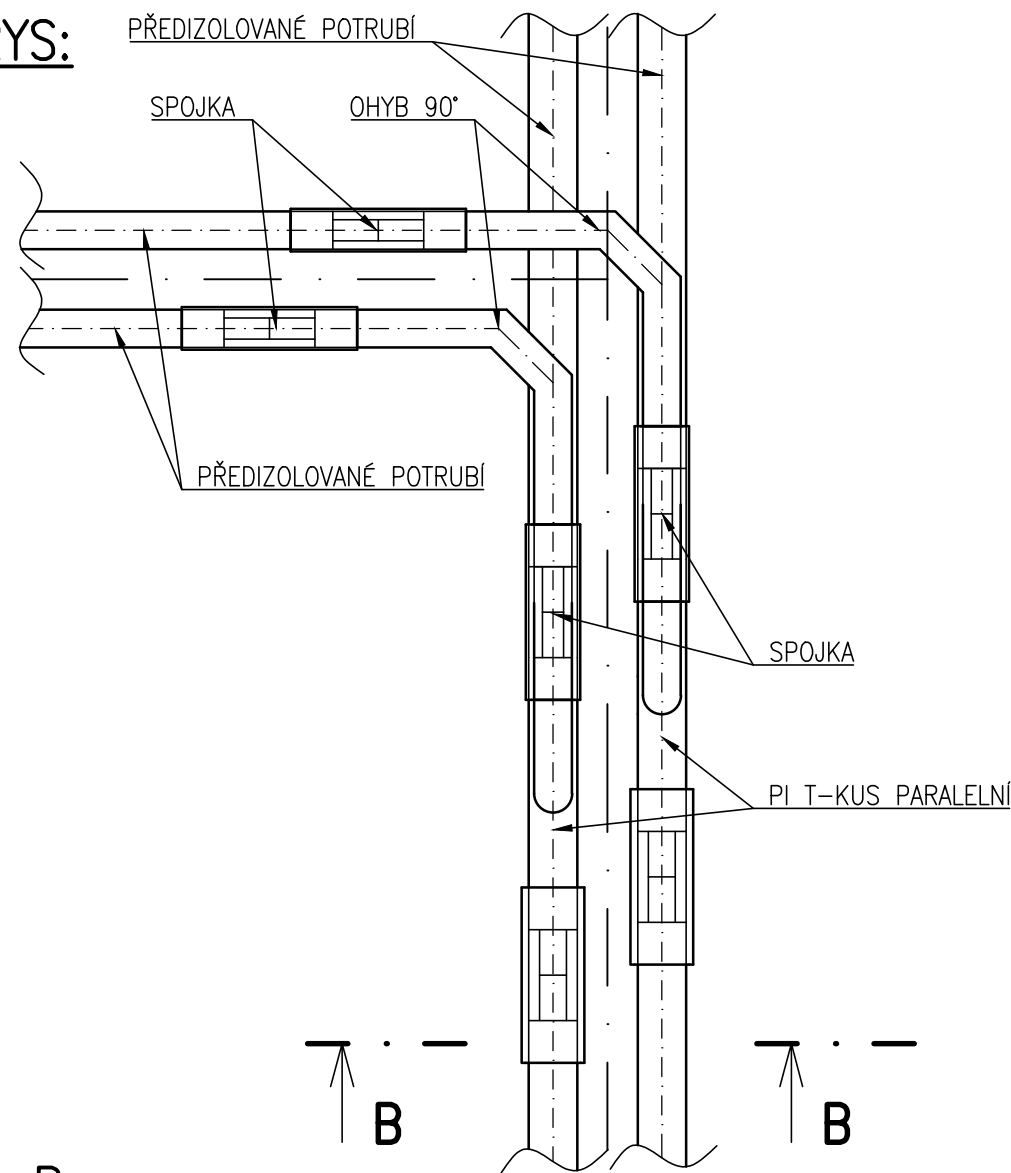 YS:
PŘEDIZOLOVANÉ POTRUBÍ
SPOJKA
OHYB 90°
PŘEDIZOLOVANÉ POTRUBÍ
SPOJKA
PI T-KUS PARALELNÍ
B
B